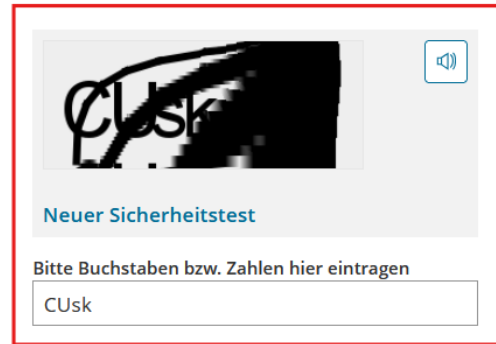 CUsk
Neuer Sicherheitstest
Bitte Buchstaben bzw. Zahlen hier eintragen
CUsk